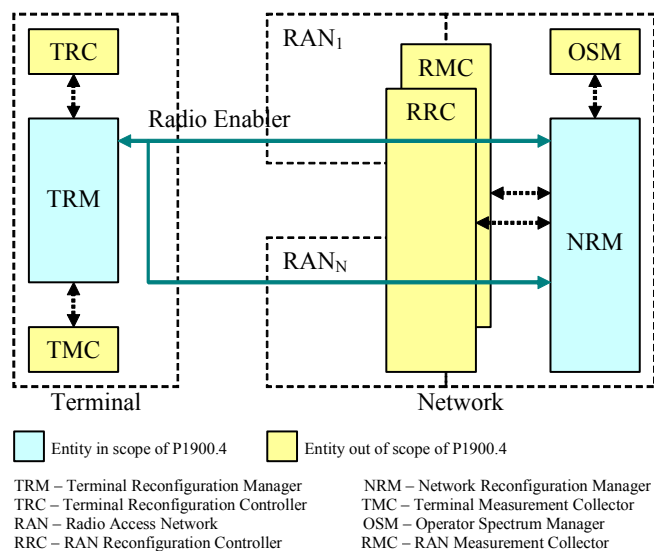 TRC
RAN1
RMC
OSM
RRC
Radio Enabler
TRM
NRM
RANN
TMC
Terminal
Network
Entity in scope of P1900.4
Entity out of scope of P1900.4
TRM – Terminal Reconfiguration Manager
NRM – Network Reconfiguration Manager
TRC – Terminal Reconfiguration Controller
TMC – Terminal Measurement Collector
RAN – Radio Access Network
OSM – Operator Spectrum Manager
RRC – RAN Reconfiguration Controller
RMC – RAN Measurement Collector